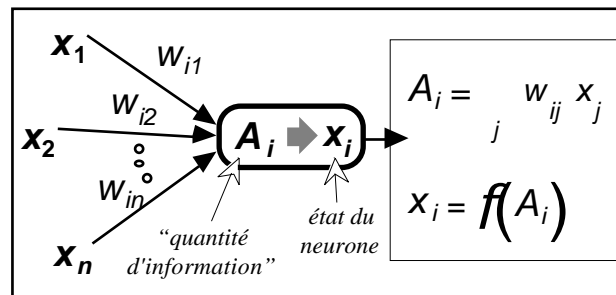 x1
wi1
x2
wi2
win
xn
Ai xi
“quantité
d'information”
état du
neurone
Ai = j wij xj
xi = f(Ai)